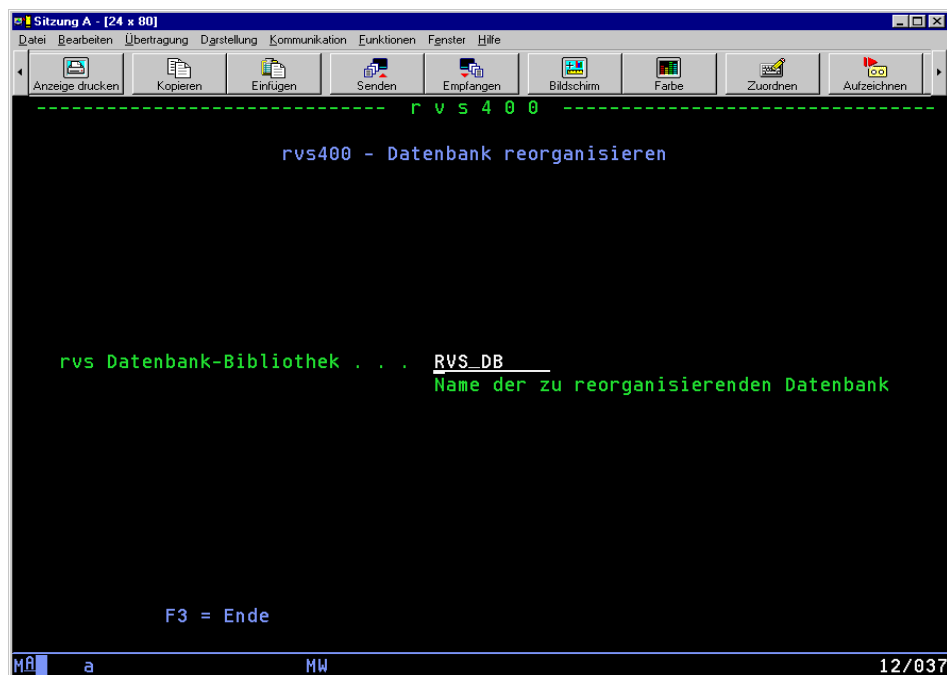 Sitzung A - [24 x 80]
Datei Bearbeiten Übertragung Darstellung Kommunikation Funktionen Fenster Hilfe
Anzeige drucken Kopieren Einfügen Senden Empfangen Bildschirm Farbe Zuordnen Aufzeichnen
------------------------------ r v s 4 0 0 --------------------------------
rvs400 - Datenbank reorganisieren
rvs Datenbank-Bibliothek . . . RVS_DB
Name der zu reorganisierenden Datenbank
F3 = Ende
MA a MW 12/037